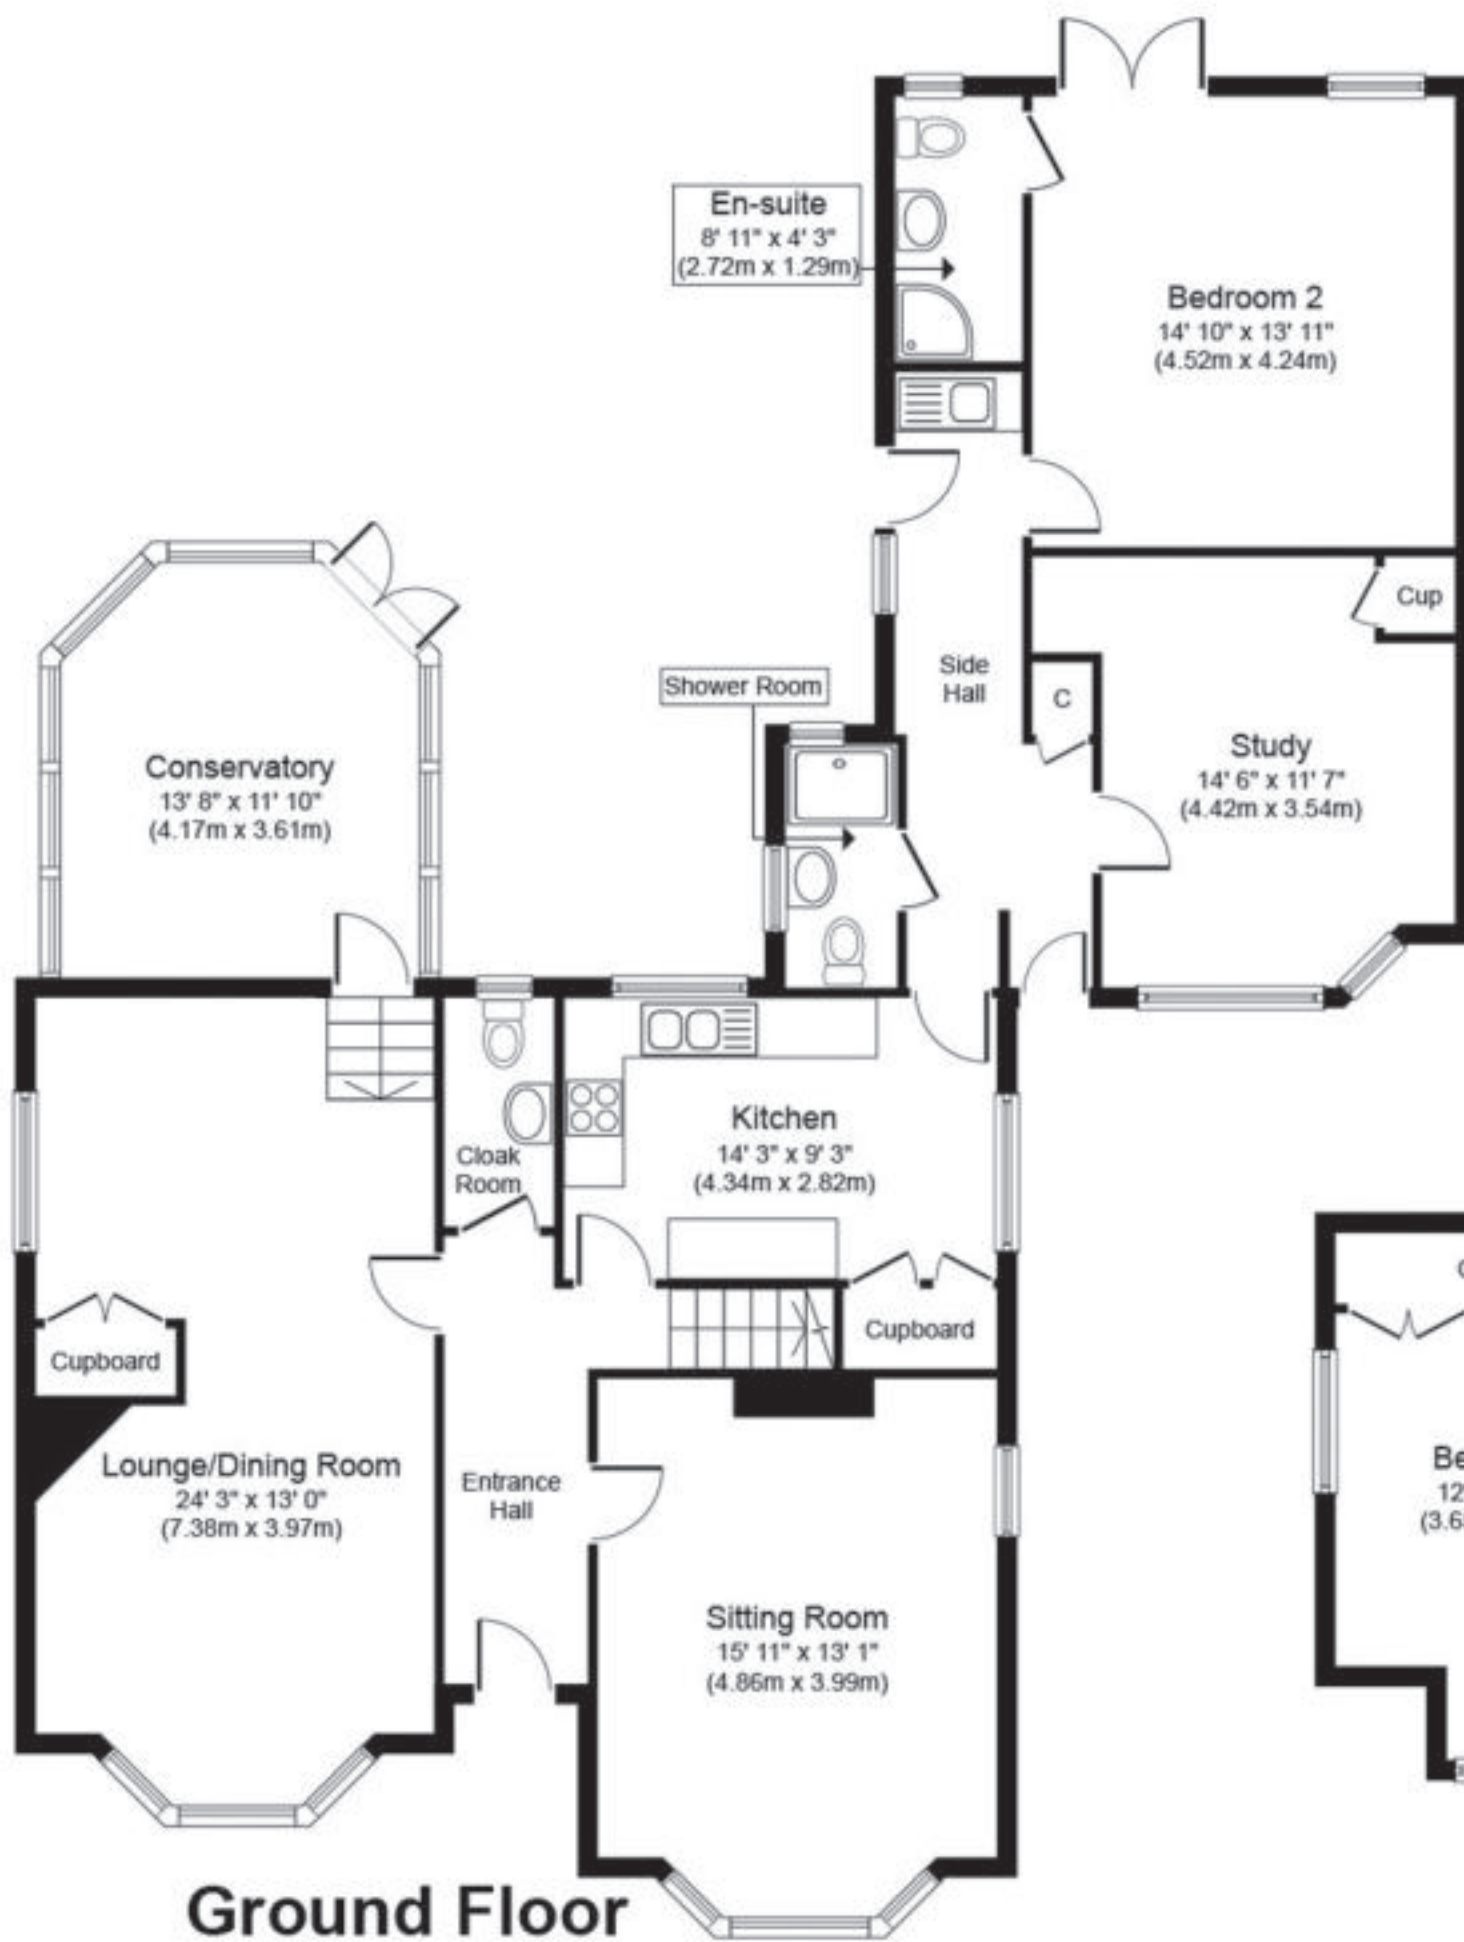 En-suite
8' 11" x 4' 3"
(2.72m x 1.29m)
Bedroom 2
14' 10" x 13' 11"
(4.52m x 4.24m)
Cup
Side
Hall
Shower Room
C
Study
14' 6" x 11' 7"
(4.42m x 3.54m)
Conservatory
13' 8" x 11' 10"
(4.17m x 3.61m)
Kitchen
14' 3" x 9' 3"
(4.34m x 2.82m)
Cloak
Room
Cupboard
Cupboard
Lounge/Dining Room
24' 3" x 13' 0"
(7.38m x 3.97m)
Entrance
Hall
Sitting Room
15' 11" x 13' 1"
(4.86m x 3.99m)
Be
12
(3.6
Ground Floor